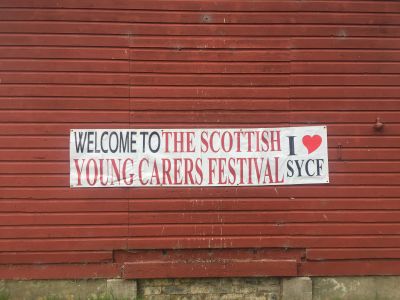 WELCOME TO THE SCOTTISH
YOUNG CARERS FESTIVAL
I ❤
SYCF